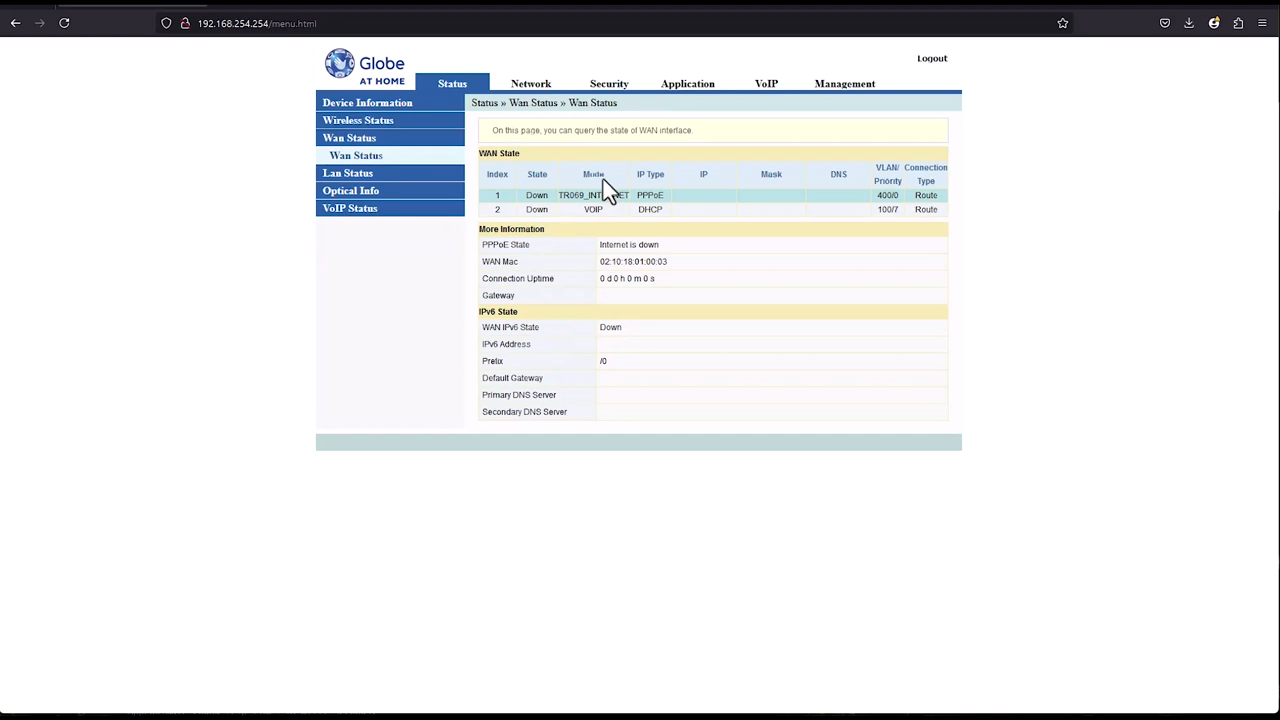 192.168.254.254/menu.html
Globe
AT HOME
Logout
Status Network Security Application VoIP Management
Device Information
Wireless Status
Wan Status
Wan Status
Lan Status
Optical Info
VoIP Status
Status » Wan Status » Wan Status
On this page, you can query the state of WAN interface.
WAN State
Index State Mode IP Type IP Mask DNS VLAN/ Priority Connection Type
1 Down TR069_INTERNET PPPoE 400/0 Route
2 Down VOIP DHCP 100/7 Route
More Information
PPPoE State Internet is down
WAN Mac 02:10:18:01:00:03
Connection Uptime 0 d 0 h 0 m 0 s
Gateway
IPv6 State
WAN IPv6 State Down
IPv6 Address
Prefix /0
Default Gateway
Primary DNS Server
Secondary DNS Server